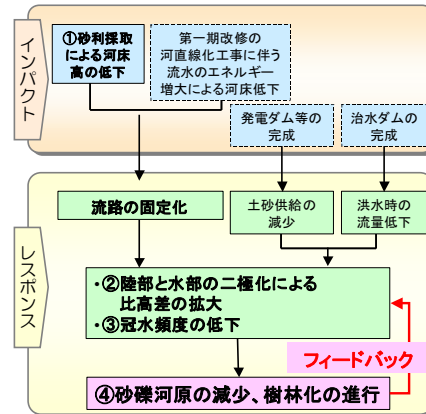 インパクト
①砂利採取
による河床
高の低下
第一期改修の
河直線化工事に伴う
流水のエネルギー
増大による河床低下
発電ダム等の
完成
治水ダムの
完成
レスポンス
流路の固定化
土砂供給の
減少
洪水時の
流量低下
・②陸部と水部の二極化による
比高差の拡大
・③冠水頻度の低下
フィードバック
④砂礫河原の減少、樹林化の進行